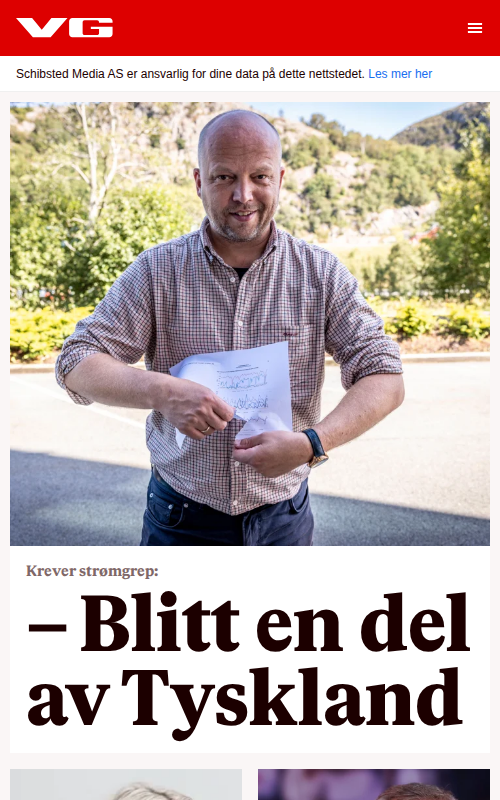 VG
Schibsted Media AS er ansvarlig for dine data på dette nettstedet. Les mer her
Krever strømgrep:
– Blitt en del
av Tyskland